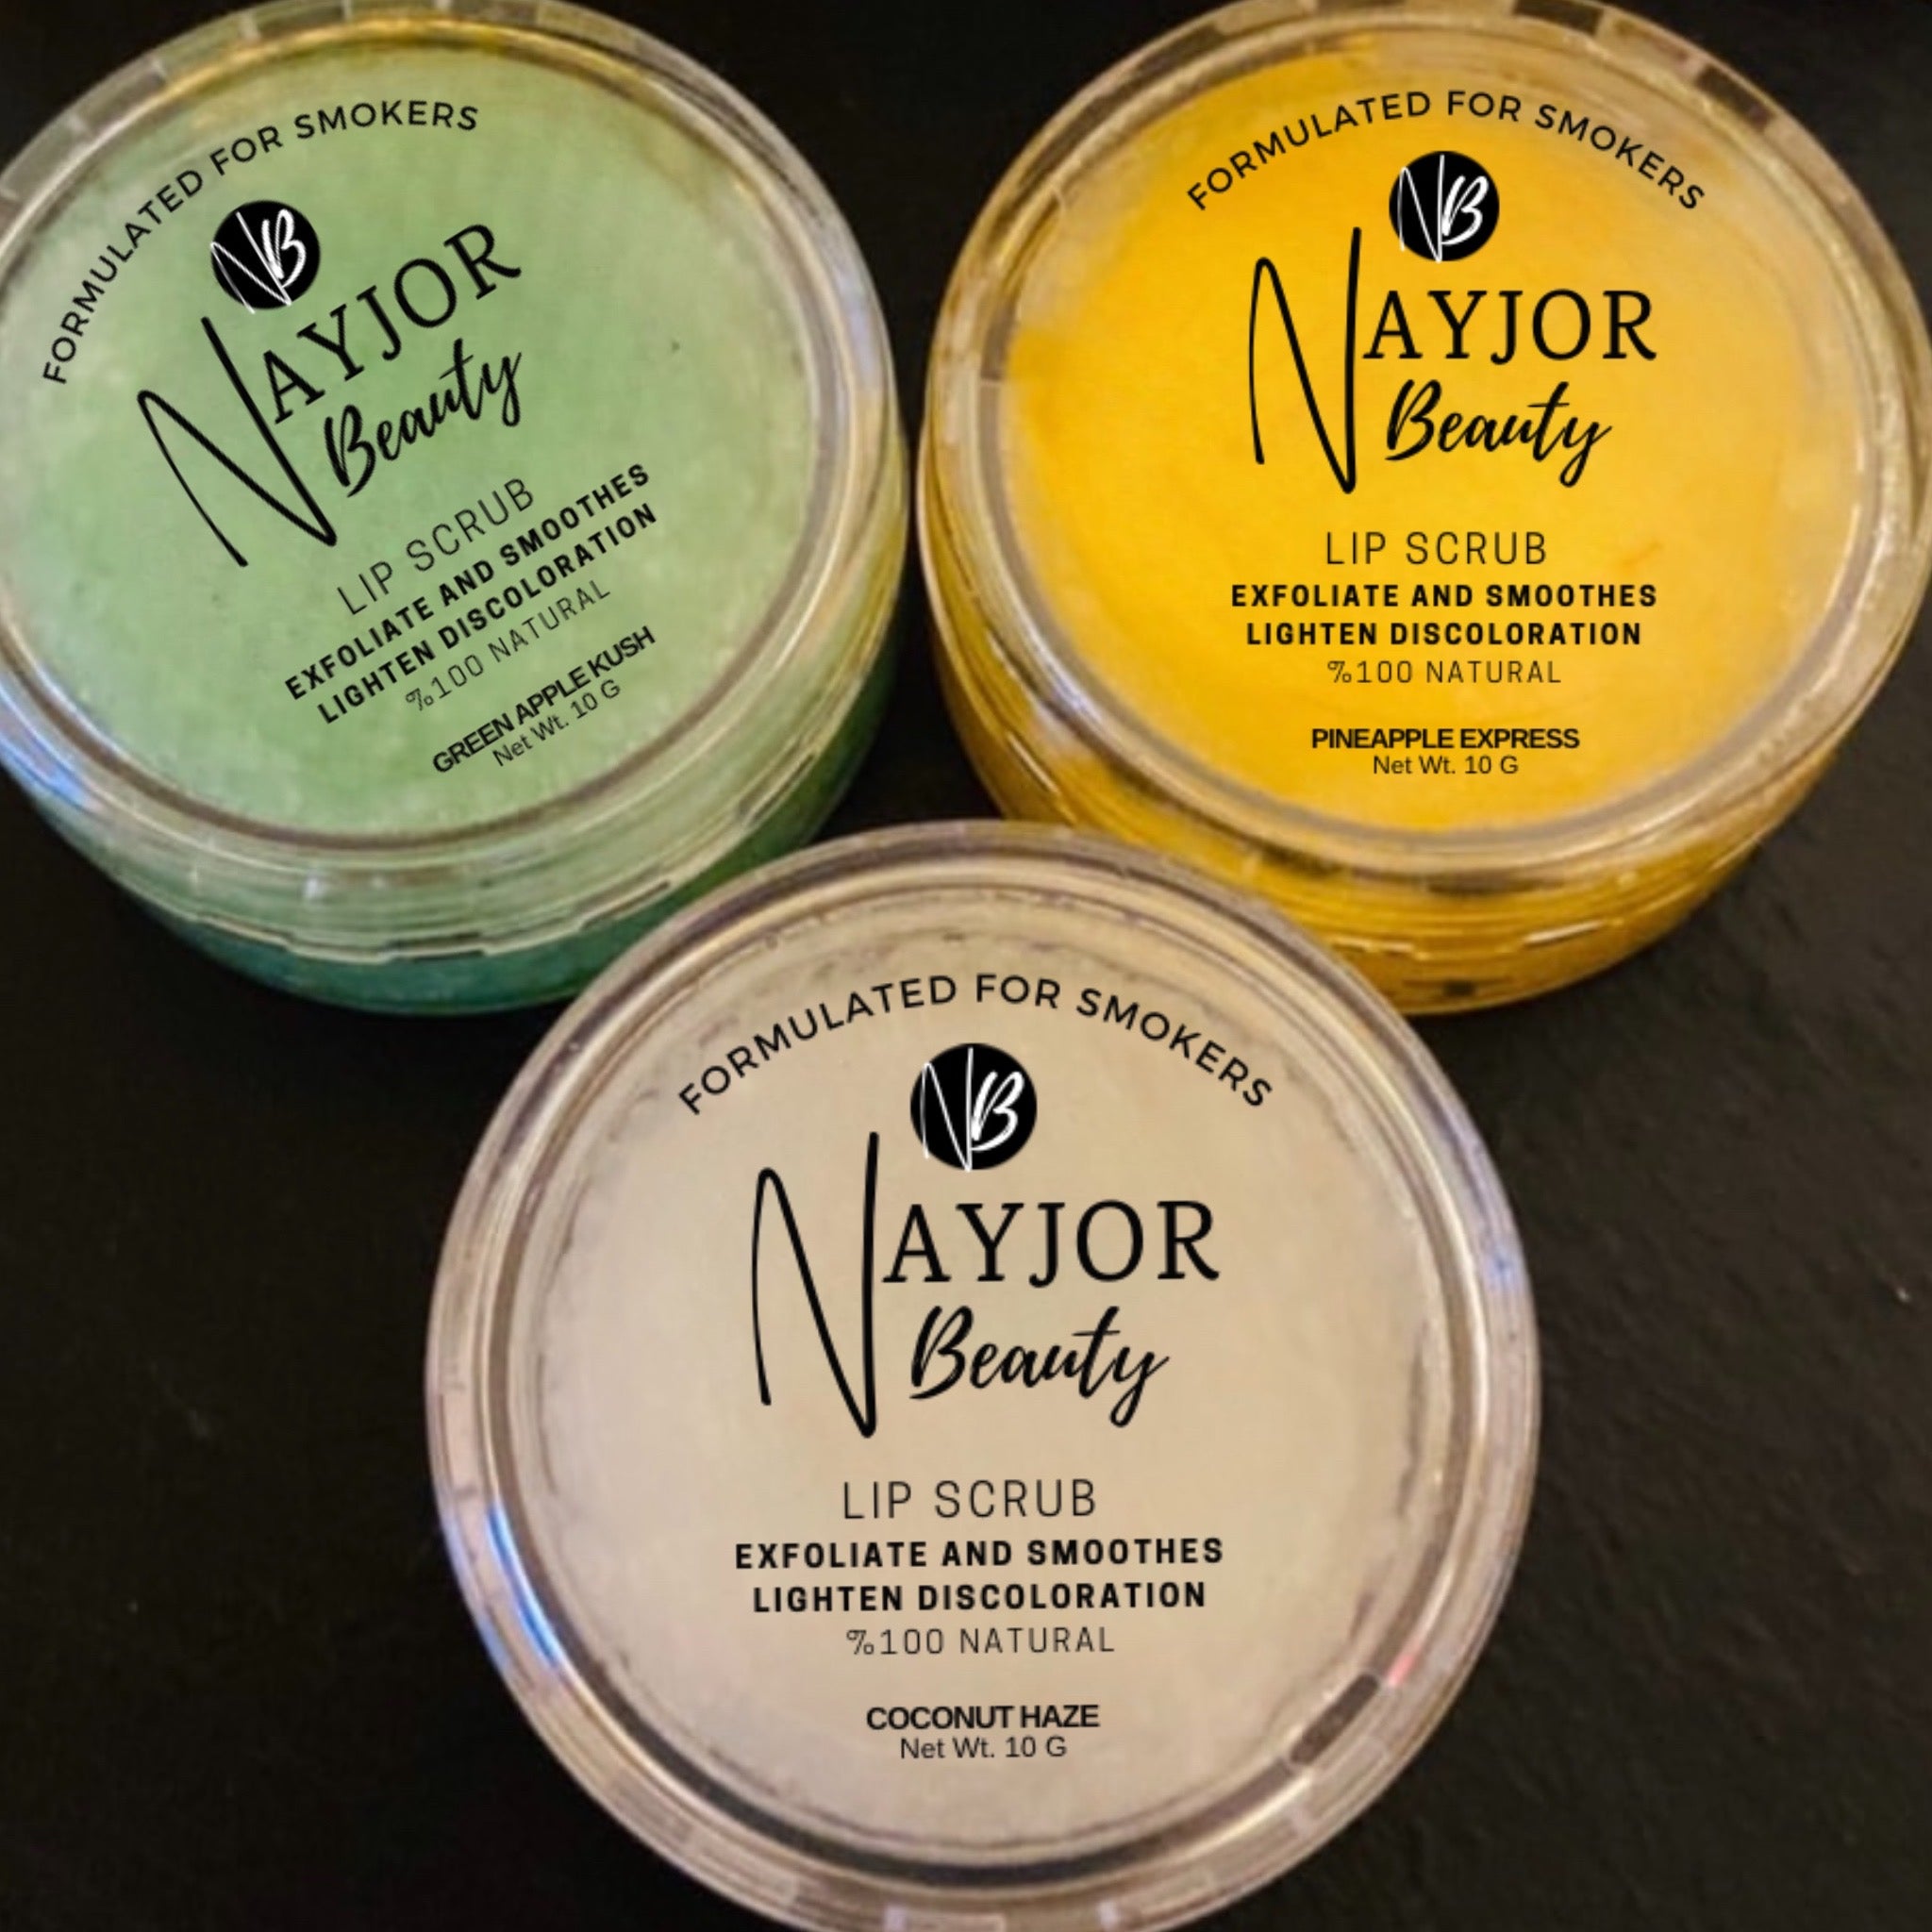 FORMULATED FOR SMOKERS
NB
NAYJOR
Beauty
LIP SCRUB
EXFOLIATE AND SMOOTHES
LIGHTEN DISCOLORATION
%100 NATURAL
GREEN APPLE KUSH
Net Wt. 10 G
FORMULATED FOR SMOKERS
NB
NAYJOR
Beauty
LIP SCRUB
EXFOLIATE AND SMOOTHES
LIGHTEN DISCOLORATION
%100 NATURAL
PINEAPPLE EXPRESS
Net Wt. 10 G
FORMULATED FOR SMOKERS
NB
NAYJOR
Beauty
LIP SCRUB
EXFOLIATE AND SMOOTHES
LIGHTEN DISCOLORATION
%100 NATURAL
COCONUT HAZE
Net Wt. 10 G